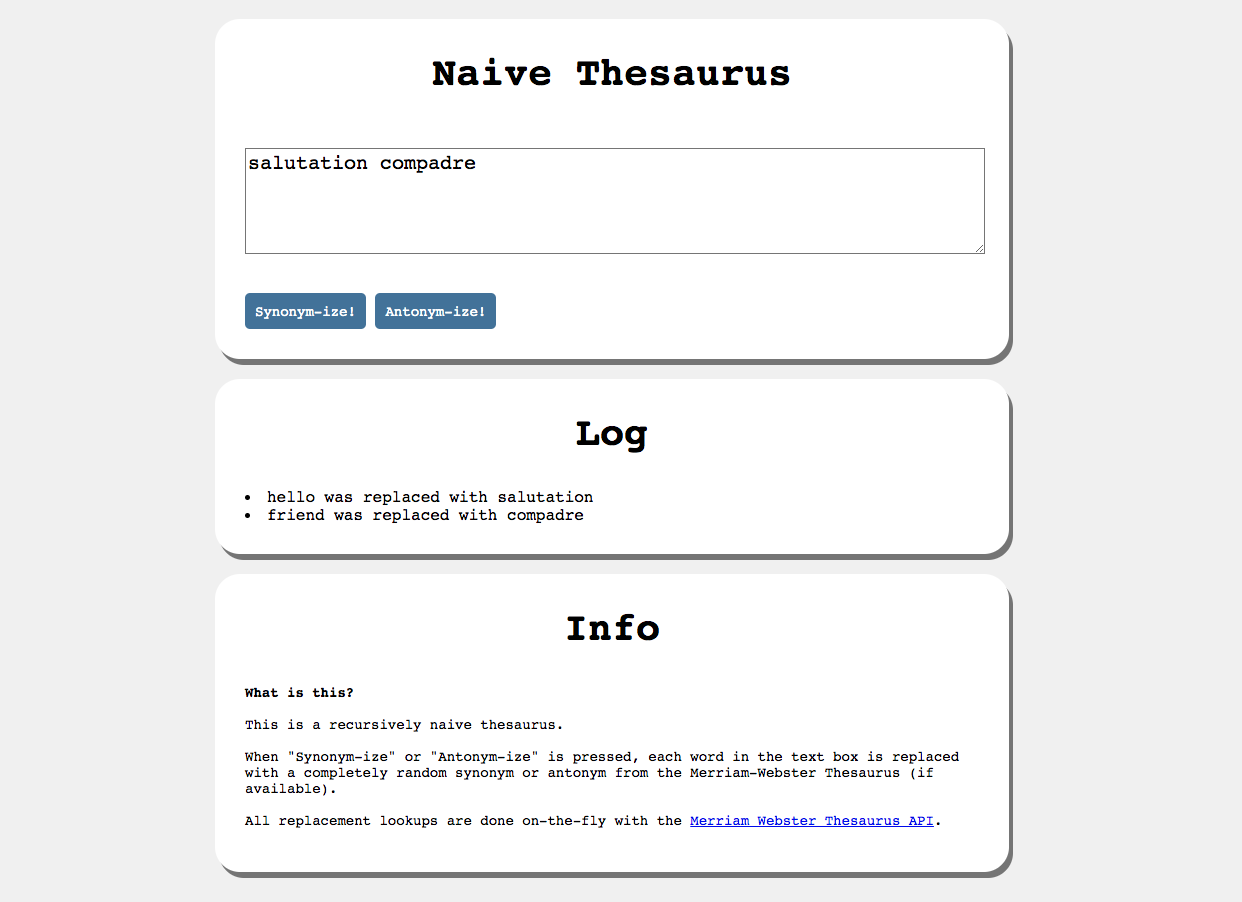 Naive Thesaurus
salutation compadre
Synonym-ize! Antonym-ize!
Log
• hello was replaced with salutation
• friend was replaced with compadre
Info
What is this?
This is a recursively naive thesaurus.
When "Synonym-ize" or "Antonym-ize" is pressed, each word in the text box is replaced
with a completely random synonym or antonym from the Merriam-Webster Thesaurus (if
available).
All replacement lookups are done on-the-fly with the Merriam Webster Thesaurus API.